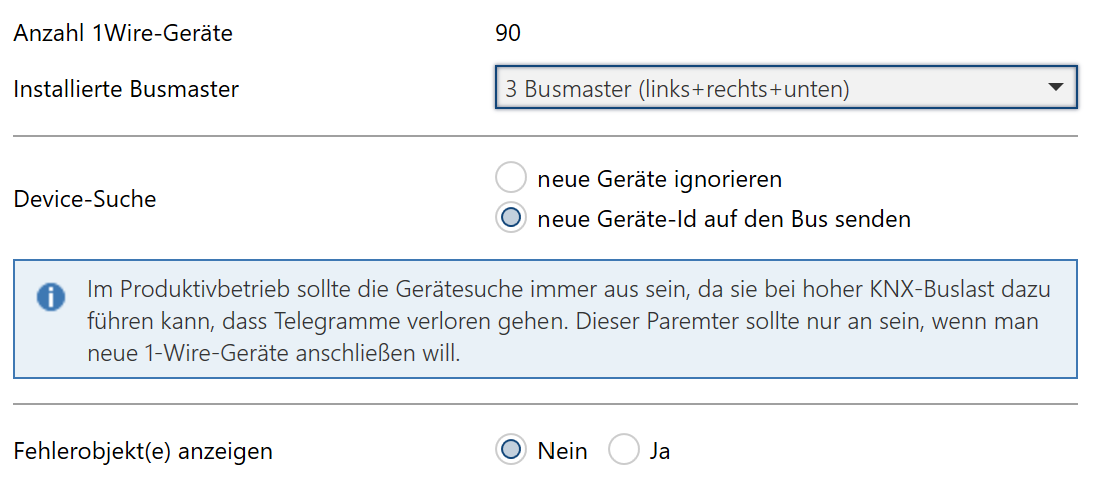 Anzahl 1Wire-Geräte 90
Installierte Busmaster 3 Busmaster (links+rechts+unten)
neue Geräte ignorieren
Device-Suche
neue Geräte-Id auf den Bus senden
Im Produktivbetrieb sollte die Gerätesuche immer aus sein, da sie bei hoher KNX-Buslast dazu
führen kann, dass Telegramme verloren gehen. Dieser Paremter sollte nur an sein, wenn man
neue 1-Wire-Geräte anschließen will.
Fehlerobjekt(e) anzeigen Nein Ja